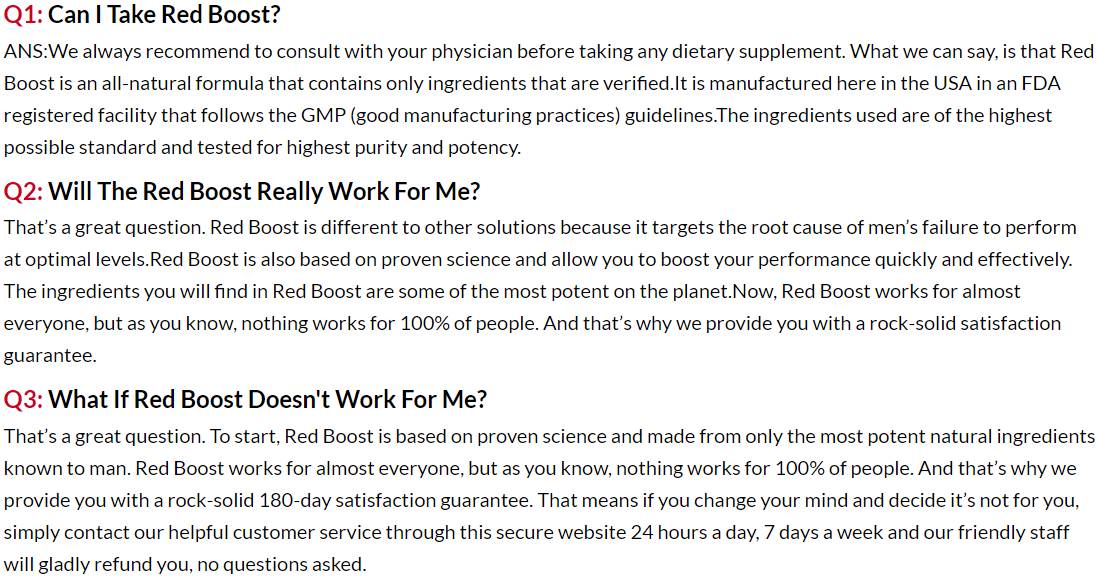 Q1: Can I Take Red Boost?
ANS:We always recommend to consult with your physician before taking any dietary supplement. What we can say, is that Red
Boost is an all-natural formula that contains only ingredients that are verified.It is manufactured here in the USA in an FDA
registered facility that follows the GMP (good manufacturing practices) guidelines.The ingredients used are of the highest
possible standard and tested for highest purity and potency.
Q2: Will The Red Boost Really Work For Me?
That’s a great question. Red Boost is different to other solutions because it targets the root cause of men’s failure to perform
at optimal levels.Red Boost is also based on proven science and allow you to boost your performance quickly and effectively.
The ingredients you will find in Red Boost are some of the most potent on the planet.Now, Red Boost works for almost
everyone, but as you know, nothing works for 100% of people. And that’s why we provide you with a rock-solid satisfaction
guarantee.
Q3: What If Red Boost Doesn't Work For Me?
That’s a great question. To start, Red Boost is based on proven science and made from only the most potent natural ingredients
known to man. Red Boost works for almost everyone, but as you know, nothing works for 100% of people. And that’s why we
provide you with a rock-solid 180-day satisfaction guarantee. That means if you change your mind and decide it’s not for you,
simply contact our helpful customer service through this secure website 24 hours a day, 7 days a week and our friendly staff
will gladly refund you, no questions asked.